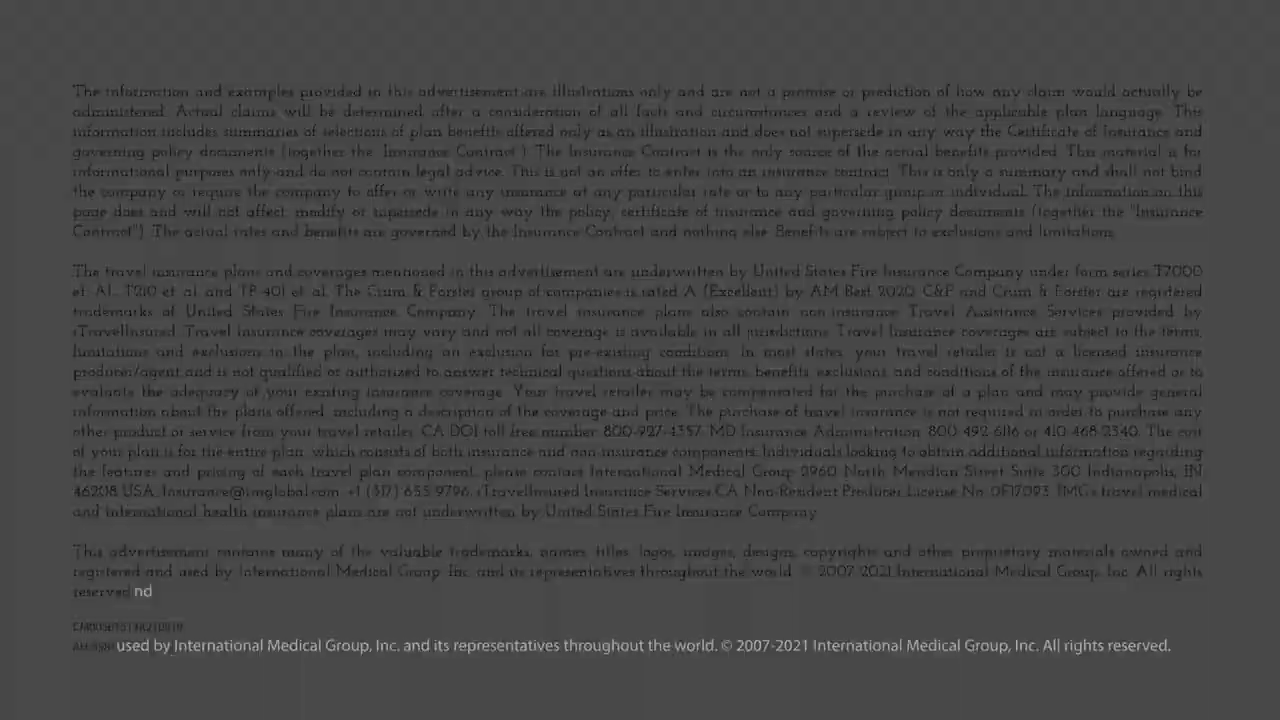 The information and examples provided in this advertisement are illustrations only and are not a promise or prediction of how any claim would actually be
administered. Actual claims will be determined after a consideration of all facts and circumstances and a review of the applicable plan language. This
information includes summaries of selections of plan benefits offered only as an illustration and does not supersede in any way the Certificate of Insurance and
governing policy documents (together the "Insurance Contract"). The Insurance Contract is the only source of the actual benefits provided. This material is for
informational purposes only and do not contain legal advice. This is not an offer to enter into an insurance contract. This is only a summary and shall not bind
the company or require the company to offer or write any insurance at any particular rate or to any particular group or individual. The information on this
page does and will not affect, modify or supersede in any way the policy, certificate of insurance and governing policy documents (together the "Insurance
Contract"). The actual rates and benefits are governed by the Insurance Contract and nothing else. Benefits are subject to exclusions and limitations.
The travel insurance plans and coverages mentioned in this advertisement are underwritten by United States Fire Insurance Company under form series T7000
et. AL, T210 et. al. and TP-401 et. al. The Crum & Forster group of companies is rated A (Excellent) by AM Best 2020. C&F and Crum & Forster are registered
trademarks of United States Fire Insurance Company. The travel insurance plans also contain non-insurance Travel Assistance Services provided by
iTravelInsured. Travel Insurance coverages may vary and not all coverage is available in all jurisdictions. Travel Insurance coverages are subject to the terms,
limitations and exclusions in the plan, including an exclusion for pre-existing conditions. In most states, your travel retailer is not a licensed insurance
producer/agent and is not qualified or authorized to answer technical questions about the terms, benefits, exclusions, and conditions of the insurance offered or to
evaluate the adequacy of your existing insurance coverage. Your travel retailer may be compensated for the purchase of a plan and may provide general
information about the plans offered, including a description of the coverage and price. The purchase of travel insurance is not required in order to purchase any
other product or service from your travel retailer. CA DOI toll free number: 800-927-4357. MD Insurance Administration: 800-492-6116 or 410-468-2340. The cost
of your plan is for the entire plan, which consists of both insurance and non-insurance components. Individuals looking to obtain additional information regarding
the features and pricing of each travel plan component, please contact International Medical Group 2960 North Meridian Street Suite 300 Indianapolis, IN
46208 USA. Insurance@imglobal.com. +1 (317) 655 9796. iTravelInsured Insurance Services CA Non-Resident Producer License No. 0F17093. IMG's travel medical
and international health insurance plans are not underwritten by United States Fire Insurance Company.
This advertisement contains many of the valuable trademarks, names, titles, logos, images, designs, copyrights and other proprietary materials owned and
registered and used by International Medical Group, Inc. and its representatives throughout the world. © 2007-2021 International Medical Group, Inc. All rights
reserved.nd
used by International Medical Group, Inc. and its representatives throughout the world. © 2007-2021 International Medical Group, Inc. All rights reserved.